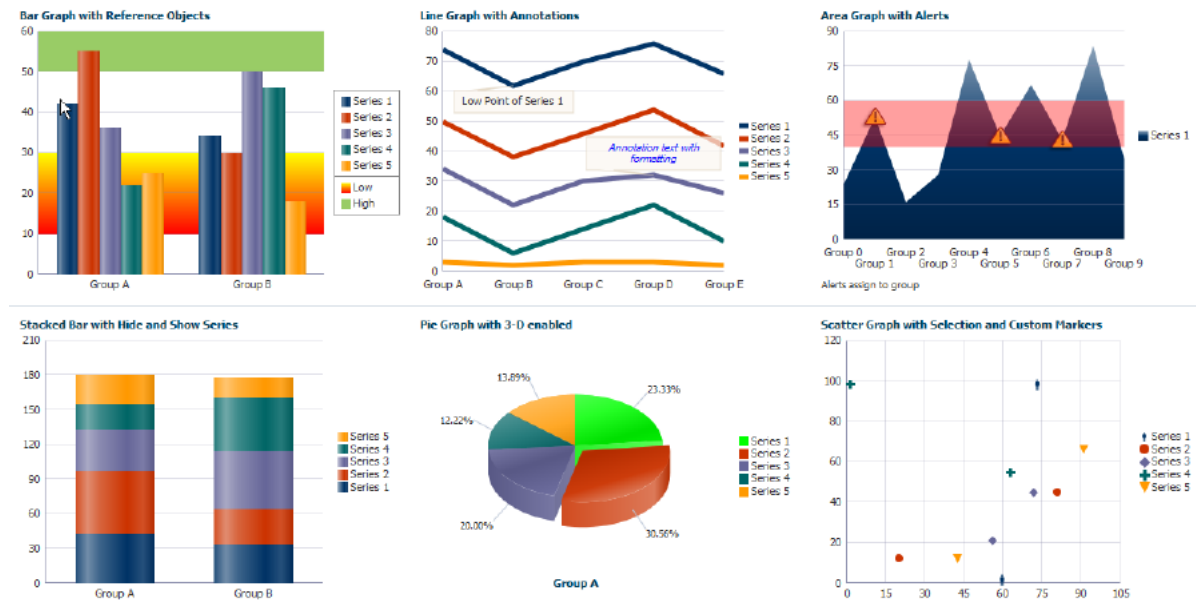 Bar Graph with Reference Objects
60
50
40
30
20
10
0
Group A
Group B
Series 1
Series 2
Series 3
Series 4
Series 5
Low
High
Line Graph with Annotations
80
70
60
50
40
30
20
10
0
Low Point of Series 1
Annotation text with
formatting
Group A
Group B
Group C
Group D
Group E
Series 1
Series 2
Series 3
Series 4
Series 5
Area Graph with Alerts
90
75
60
45
30
15
0
Group 0
Group 2
Group 4
Group 6
Group 8
Group 1
Group 3
Group 5
Group 7
Group 9
Alerts assign to group
Series 1
Stacked Bar with Hide and Show Series
210
180
150
120
90
60
30
0
Group A
Group B
Series 5
Series 4
Series 3
Series 2
Series 1
Pie Graph with 3-D enabled
13.89%
23.33%
12.22%
20.00%
30.56%
Group A
Series 1
Series 2
Series 3
Series 4
Series 5
Scatter Graph with Selection and Custom Markers
120
100
80
60
40
20
0
0
15
30
45
60
75
90
105
Series 1
Series 2
Series 3
Series 4
Series 5